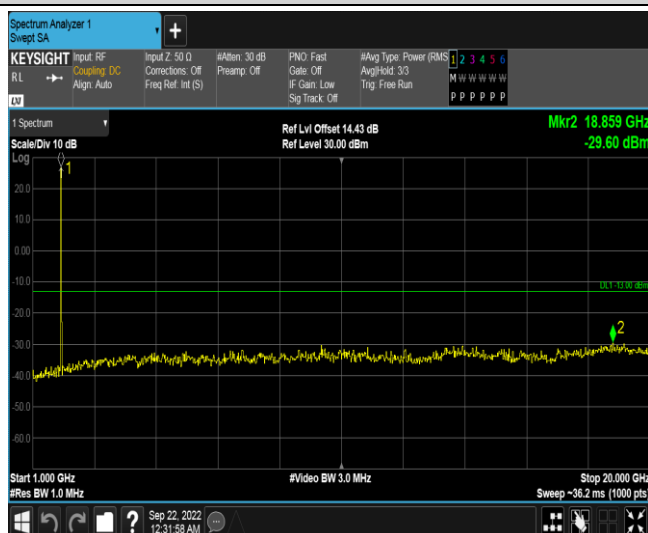 Spectrum Analyzer 1
Swept SA
+
KEYSIGHT
RL
LXI
Input: RF
Coupling: DC
Align: Auto
Input Z: 50 Ω
Corrections: Off
Freq Ref: Int (S)
#Atten: 30 dB
Preamp: Off
PNO: Fast
Gate: Off
IF Gain: Low
Sig Track: Off
#Avg Type: Power (RMS
Avg|Hold: 3/3
Trig: Free Run
1 2 3 4 5 6
M W W W W W
P P P P P P
1 Spectrum
Scale/Div 10 dB
Ref Lvl Offset 14.43 dB
Ref Level 30.00 dBm
Mkr2 18.859 GHz
-29.60 dBm
Log
1
20.0
10.0
0.00
-10.0
DL1 -13.00 dBm
-20.0
2
-30.0
-40.0
-50.0
-60.0
Start 1.000 GHz
#Video BW 3.0 MHz
Stop 20.000 GHz
#Res BW 1.0 MHz
Sweep ~36.2 ms (1000 pts)
?
Sep 22, 2022
12:31:58 AM